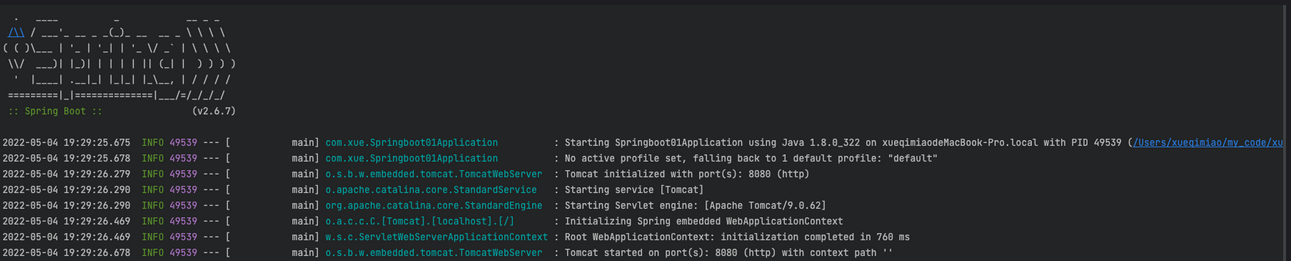 .   ____          _            __ _ _
 /\\ / ___'_ __ _ _(_)_ __  __ _ \ \ \ \
( ( )\___ | '_ | '_| | '_ \/ _` | \ \ \ \
 \\/  ___)| |_)| | | | | || (_| |  ) ) ) )
  '  |____| .__|_| |_|_| |_\__, | / / / /
 =========|_|==============|___/=/_/_/_/
 :: Spring Boot ::                (v2.6.7)
2022-05-04 19:29:25.675  INFO 49539 --- [           main] com.xue.Springboot01Application          : Starting Springboot01Application using Java 1.8.0_322 on xueqimiaodeMacBook-Pro.local with PID 49539 (/Users/xueqimiao/my_code/xu
2022-05-04 19:29:25.678  INFO 49539 --- [           main] com.xue.Springboot01Application          : No active profile set, falling back to 1 default profile: "default"
2022-05-04 19:29:26.279  INFO 49539 --- [           main] o.s.b.w.embedded.tomcat.TomcatWebServer  : Tomcat initialized with port(s): 8080 (http)
2022-05-04 19:29:26.290  INFO 49539 --- [           main] o.apache.catalina.core.StandardService   : Starting service [Tomcat]
2022-05-04 19:29:26.290  INFO 49539 --- [           main] org.apache.catalina.core.StandardEngine  : Starting Servlet engine: [Apache Tomcat/9.0.62]
2022-05-04 19:29:26.469  INFO 49539 --- [           main] o.a.c.c.C.[Tomcat].[localhost].[/]       : Initializing Spring embedded WebApplicationContext
2022-05-04 19:29:26.469  INFO 49539 --- [           main] w.s.c.ServletWebServerApplicationContext : Root WebApplicationContext: initialization completed in 760 ms
2022-05-04 19:29:26.678  INFO 49539 --- [           main] o.s.b.w.embedded.tomcat.TomcatWebServer  : Tomcat started on port(s): 8080 (http) with context path ''